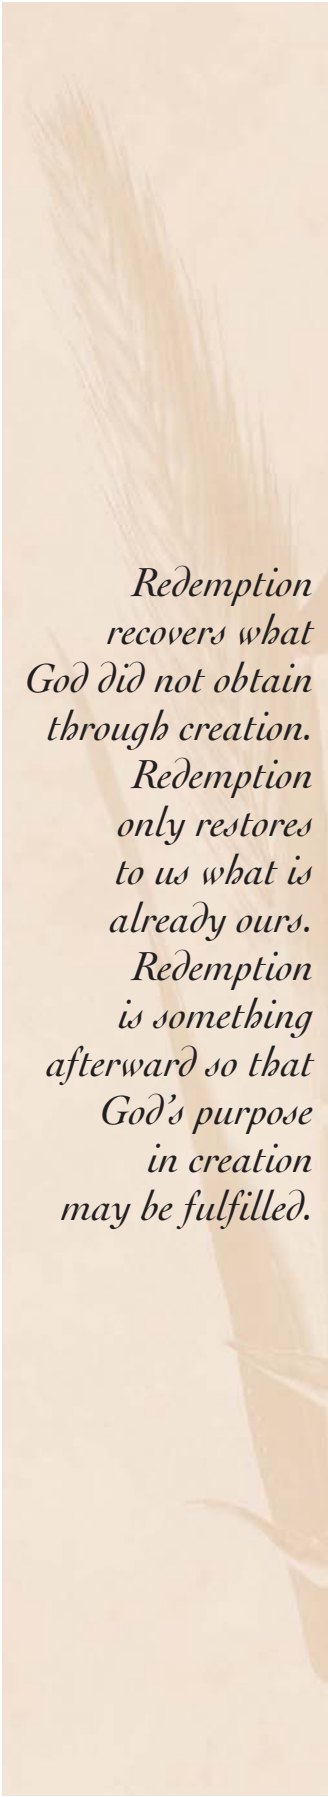 Redemption
recovers what
God did not obtain
through creation.
Redemption
only restores
to us what is
already ours.
Redemption
is something
afterward so that
God’s purpose
in creation
may be fulfilled.